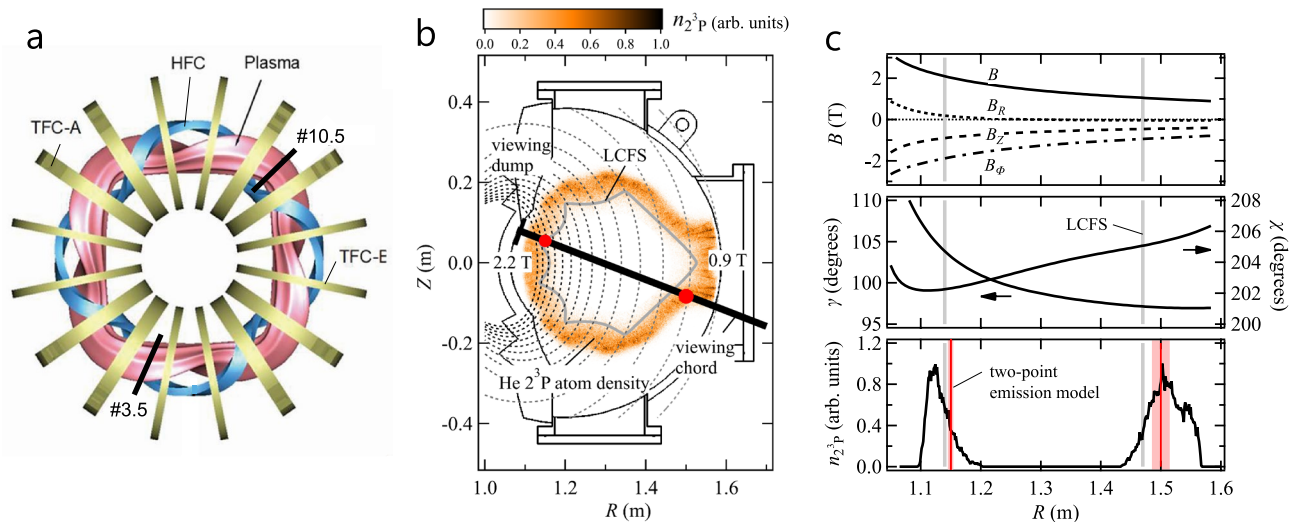 a
HFC
Plasma
TFC-A
#10.5
TFC-E
#3.5
b
n₂³P (arb. units)
0.0 0.2 0.4 0.6 0.8 1.0
viewing
dump
LCFS
2.2 T
0.9 T
viewing
chord
He 2³P atom density
Z (m)
0.4
0.2
0.0
-0.2
-0.4
1.0 1.2 1.4 1.6
R (m)
c
B (T)
2
0
-2
B
B_R
B_Z
B_Φ
γ (degrees)
110
105
100
95
LCFS
208
206
204
202
200
χ (degrees)
n₂³P (arb. units)
1.2
0.8
0.4
0.0
two-point
emission model
1.1 1.2 1.3 1.4 1.5 1.6
R (m)